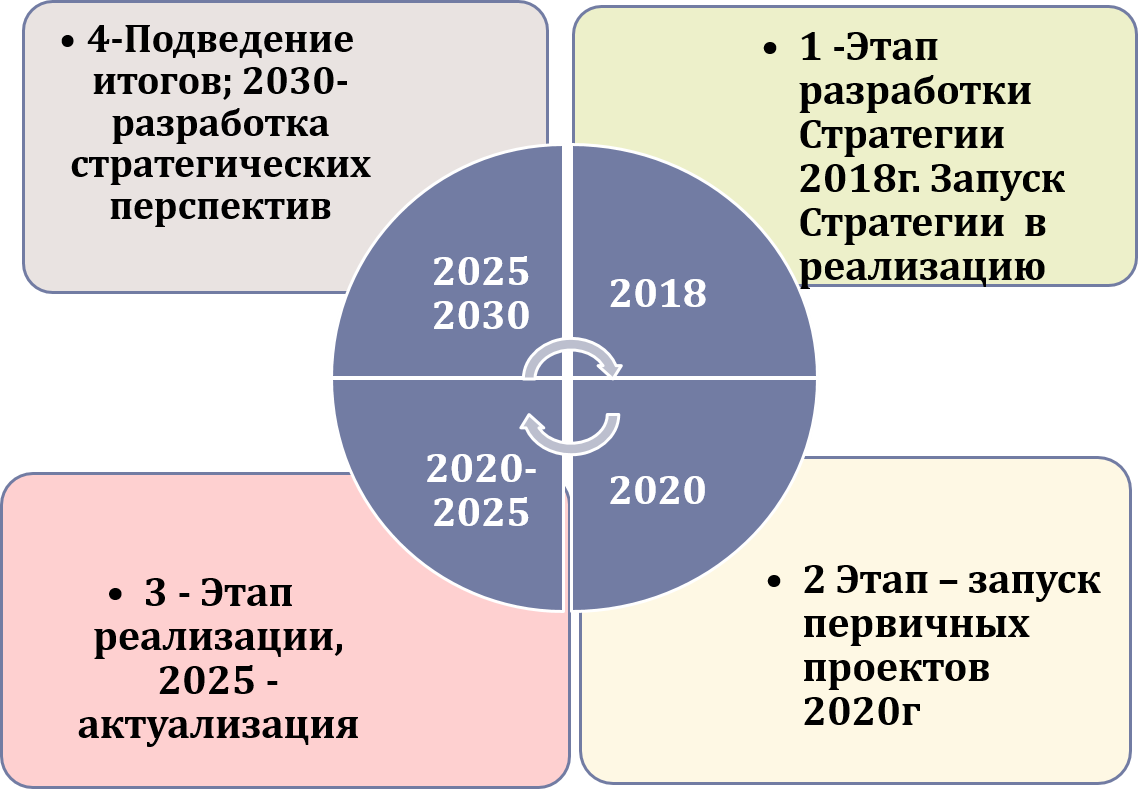 • 4-Подведение
итогов; 2030-
разработка
стратегических
перспектив
• 1 -Этап
разработки
Стратегии
2018г. Запуск
Стратегии в
реализацию
2025
2030
2018
2020-
2025
2020
• 3 - Этап
реализации,
2025 -
актуализация
• 2 Этап – запуск
первичных
проектов
2020г